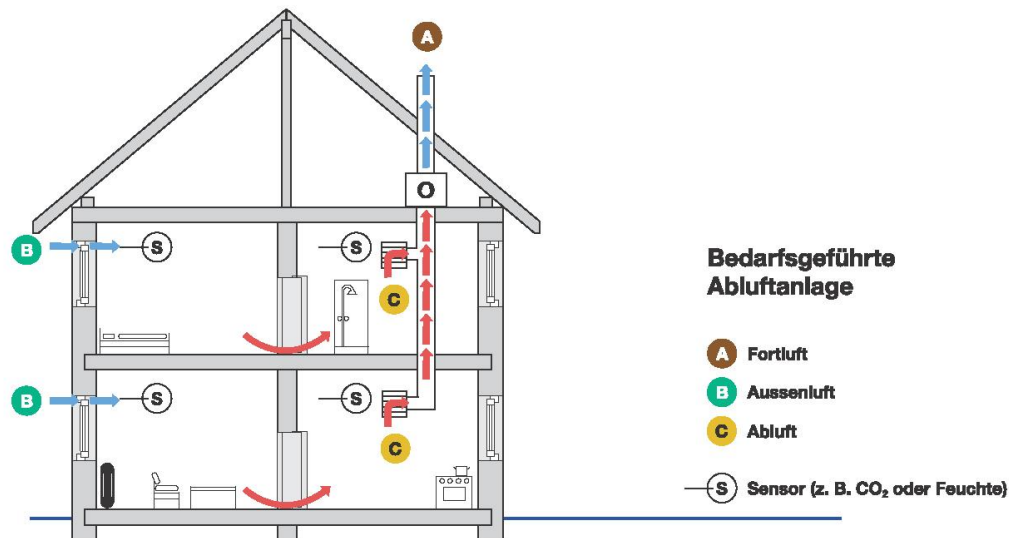 A
O
B
S
S
C
B
S
S
C
Bedarfsgeführte
Abluftanlage
A Fortluft
B Aussenluft
C Abluft
S Sensor (z. B. CO₂ oder Feuchte)